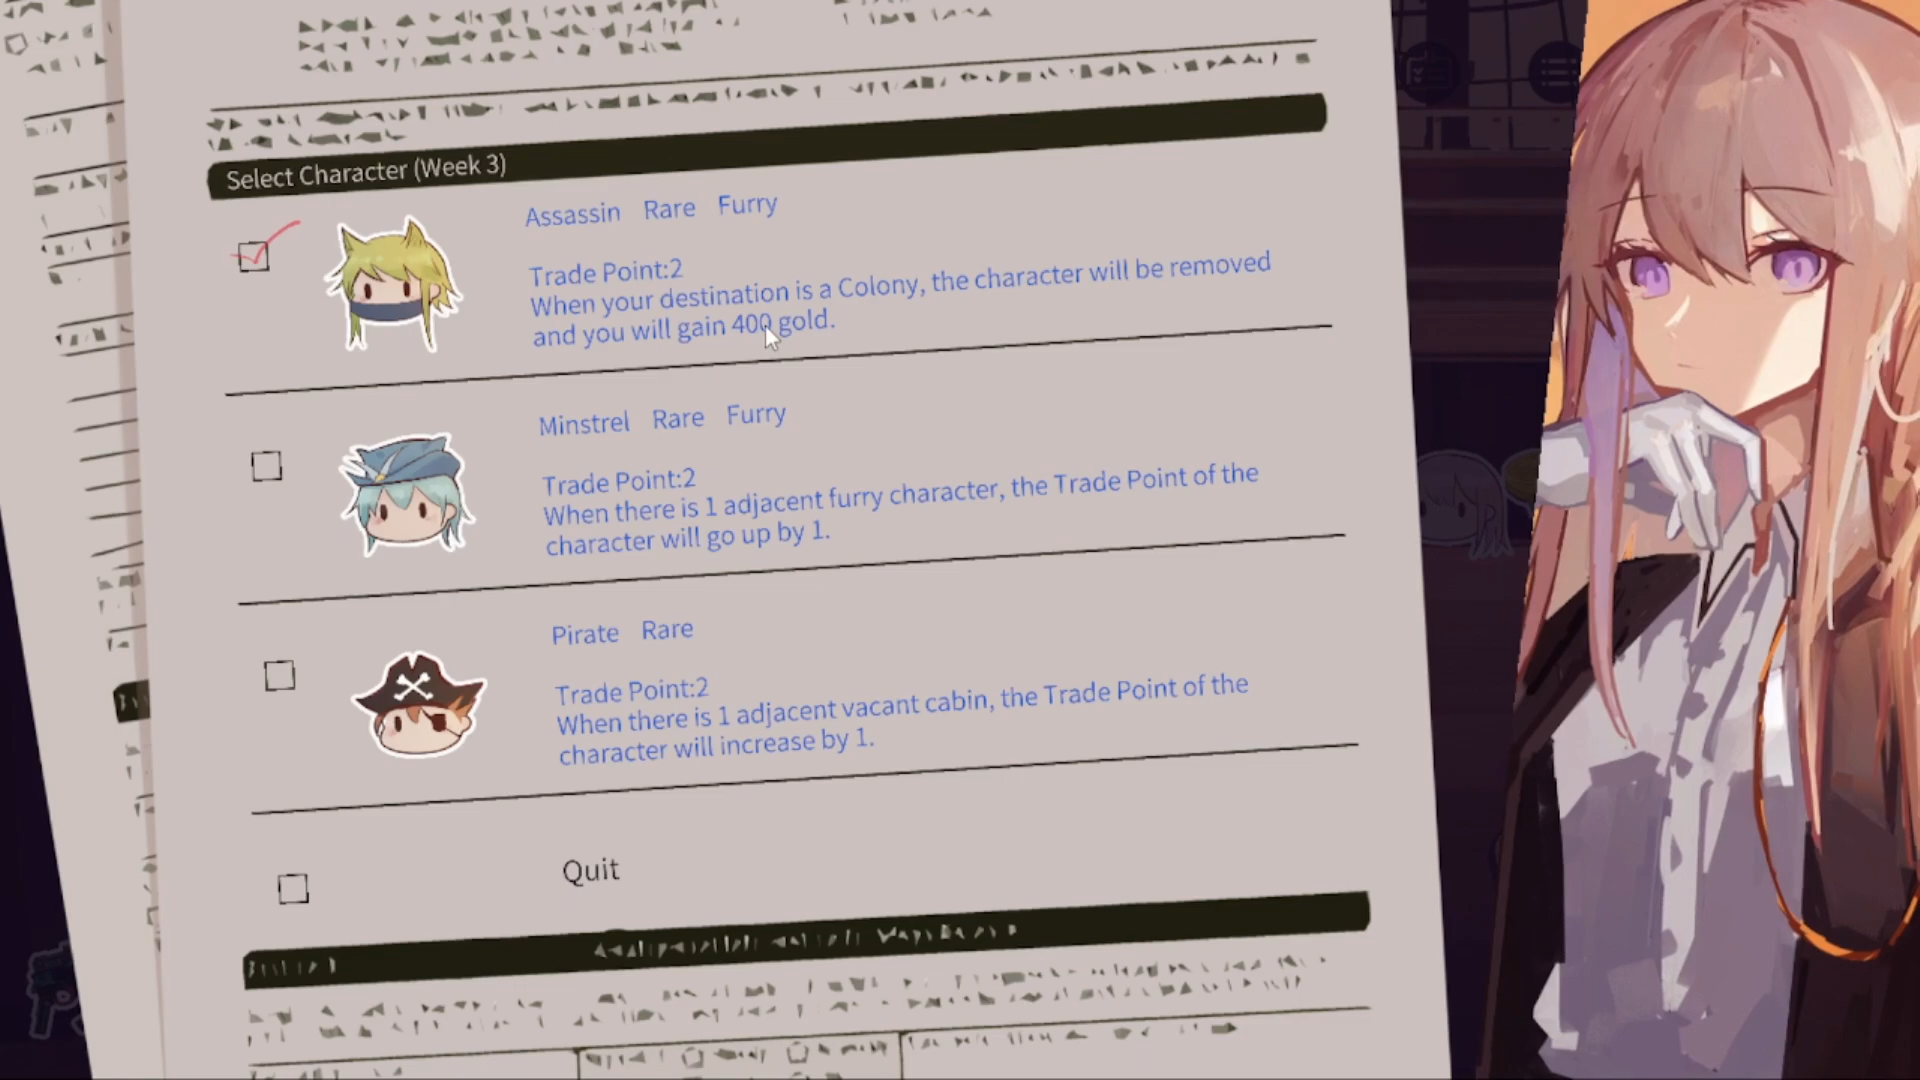 Select Character (Week 3)
Assassin Rare Furry
Trade Point:2
When your destination is a Colony, the character will be removed
and you will gain 400 gold.
Minstrel Rare Furry
Trade Point:2
When there is 1 adjacent furry character, the Trade Point of the
character will go up by 1.
Pirate Rare
Trade Point:2
When there is 1 adjacent vacant cabin, the Trade Point of the
character will increase by 1.
Quit